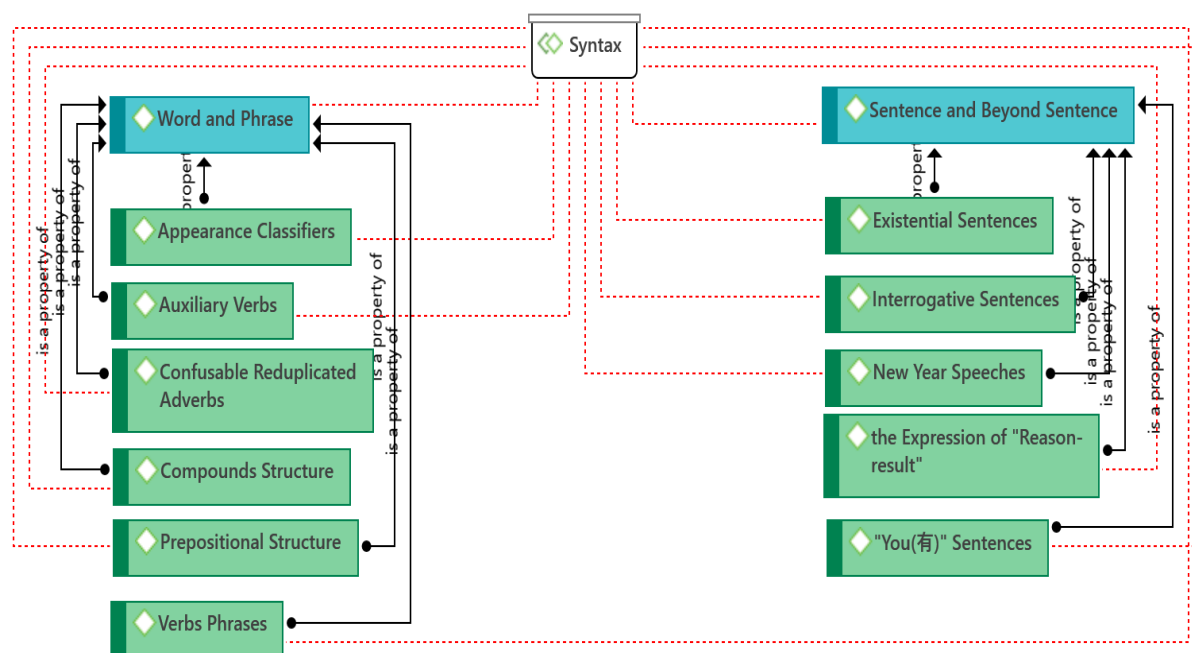 Syntax
Word and Phrase
Sentence and Beyond Sentence
property
Appearance Classifiers
Auxiliary Verbs
Confusable Reduplicated
Adverbs
Compounds Structure
Prepositional Structure
Verbs Phrases
is a property of
is a property of
is a property of
is a property of
is a property of
Existential Sentences
Interrogative Sentences
New Year Speeches
the Expression of "Reason-
result"
"You(有)" Sentences
is a property of
is a property of
is a property of
is a property of